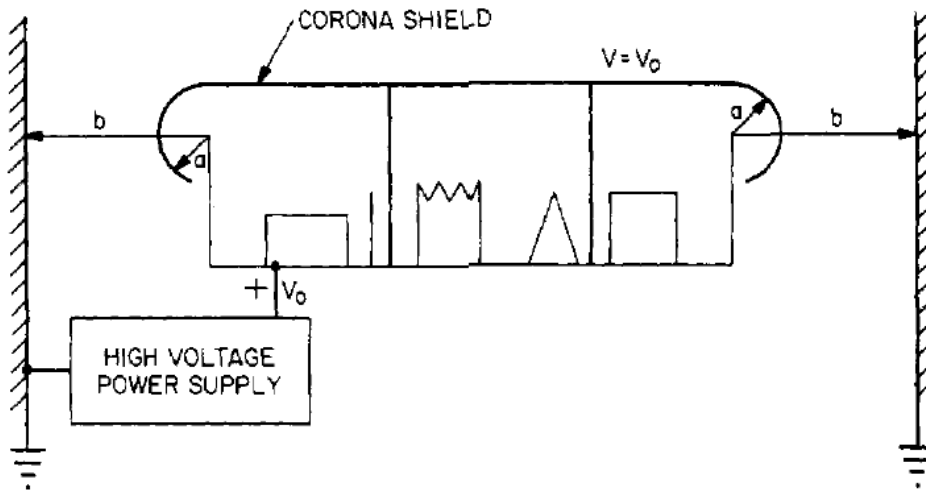 CORONA SHIELD
V = V₀
b
a
a
b
+
V₀
HIGH VOLTAGE
POWER SUPPLY